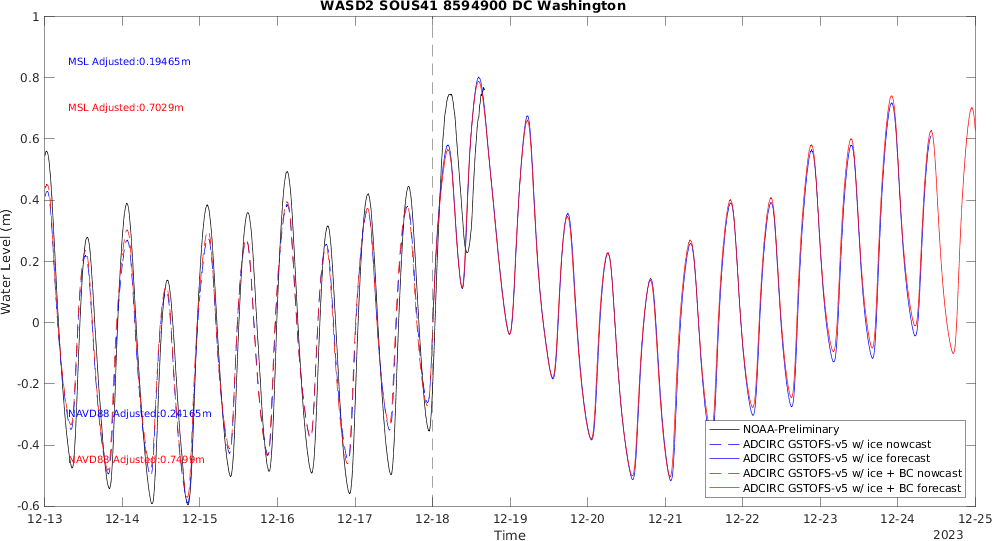 WASD2 SOUS41 8594900 DC Washington
1
0.8
0.6
0.4
0.2
0
-0.2
-0.4
-0.6
Water Level (m)
MSL Adjusted:0.19465m
MSL Adjusted:0.7029m
NAVD88 Adjusted:0.24165m
NAVD88 Adjusted:0.7499m
NOAA-Preliminary
ADCIRC GSTOFS-v5 w/ ice nowcast
ADCIRC GSTOFS-v5 w/ ice forecast
ADCIRC GSTOFS-v5 w/ ice + BC nowcast
ADCIRC GSTOFS-v5 w/ ice + BC forecast
12-13 12-14 12-15 12-16 12-17 12-18 12-19 12-20 12-21 12-22 12-23 12-24 12-25
Time
2023